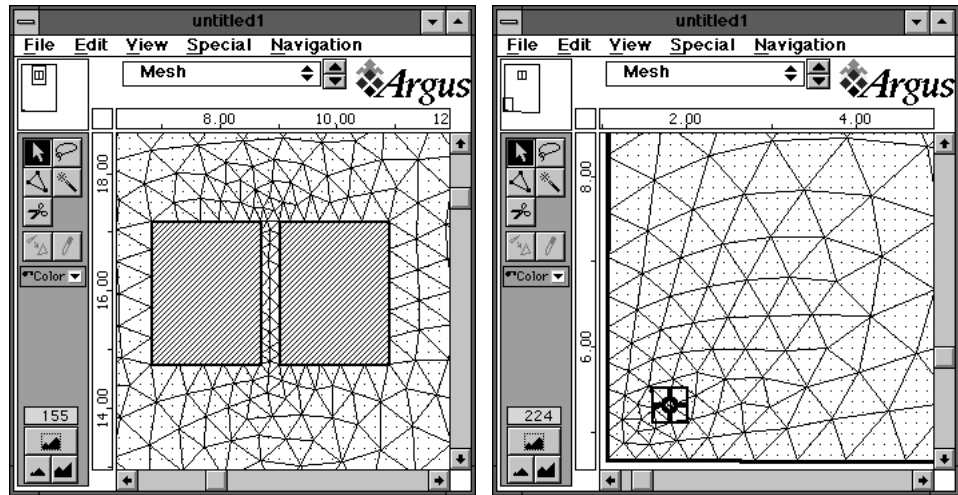 untitled1
File Edit View Special Navigation
Mesh
Argus
8.00 10.00 12
18.00
16.00
14.00
Color
155
untitled1
File Edit View Special Navigation
Mesh
Argus
2.00 4.00
8.00
6.00
Color
224